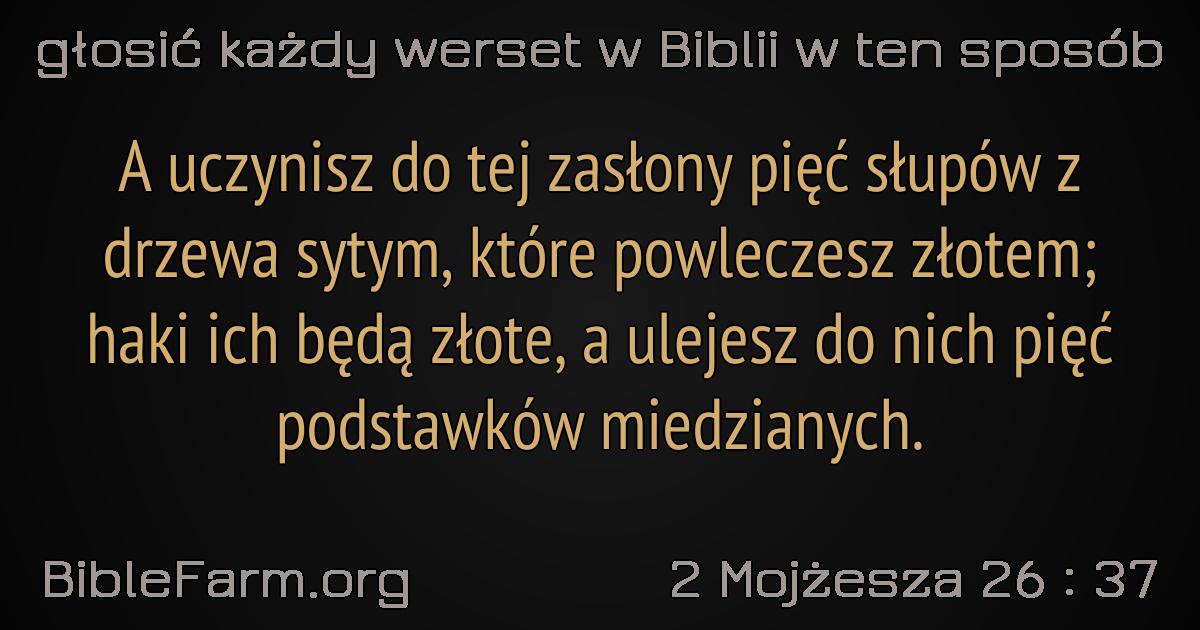 głosić każdy werset w Biblii w ten sposób
A uczynisz do tej zasłony pięć słupów z
drzewa sytym, które powleczesz złotem;
haki ich będą złote, a ulejesz do nich pięć
podstawków miedzianych.
BibleFarm.org
2 Mojżesza 26 : 37